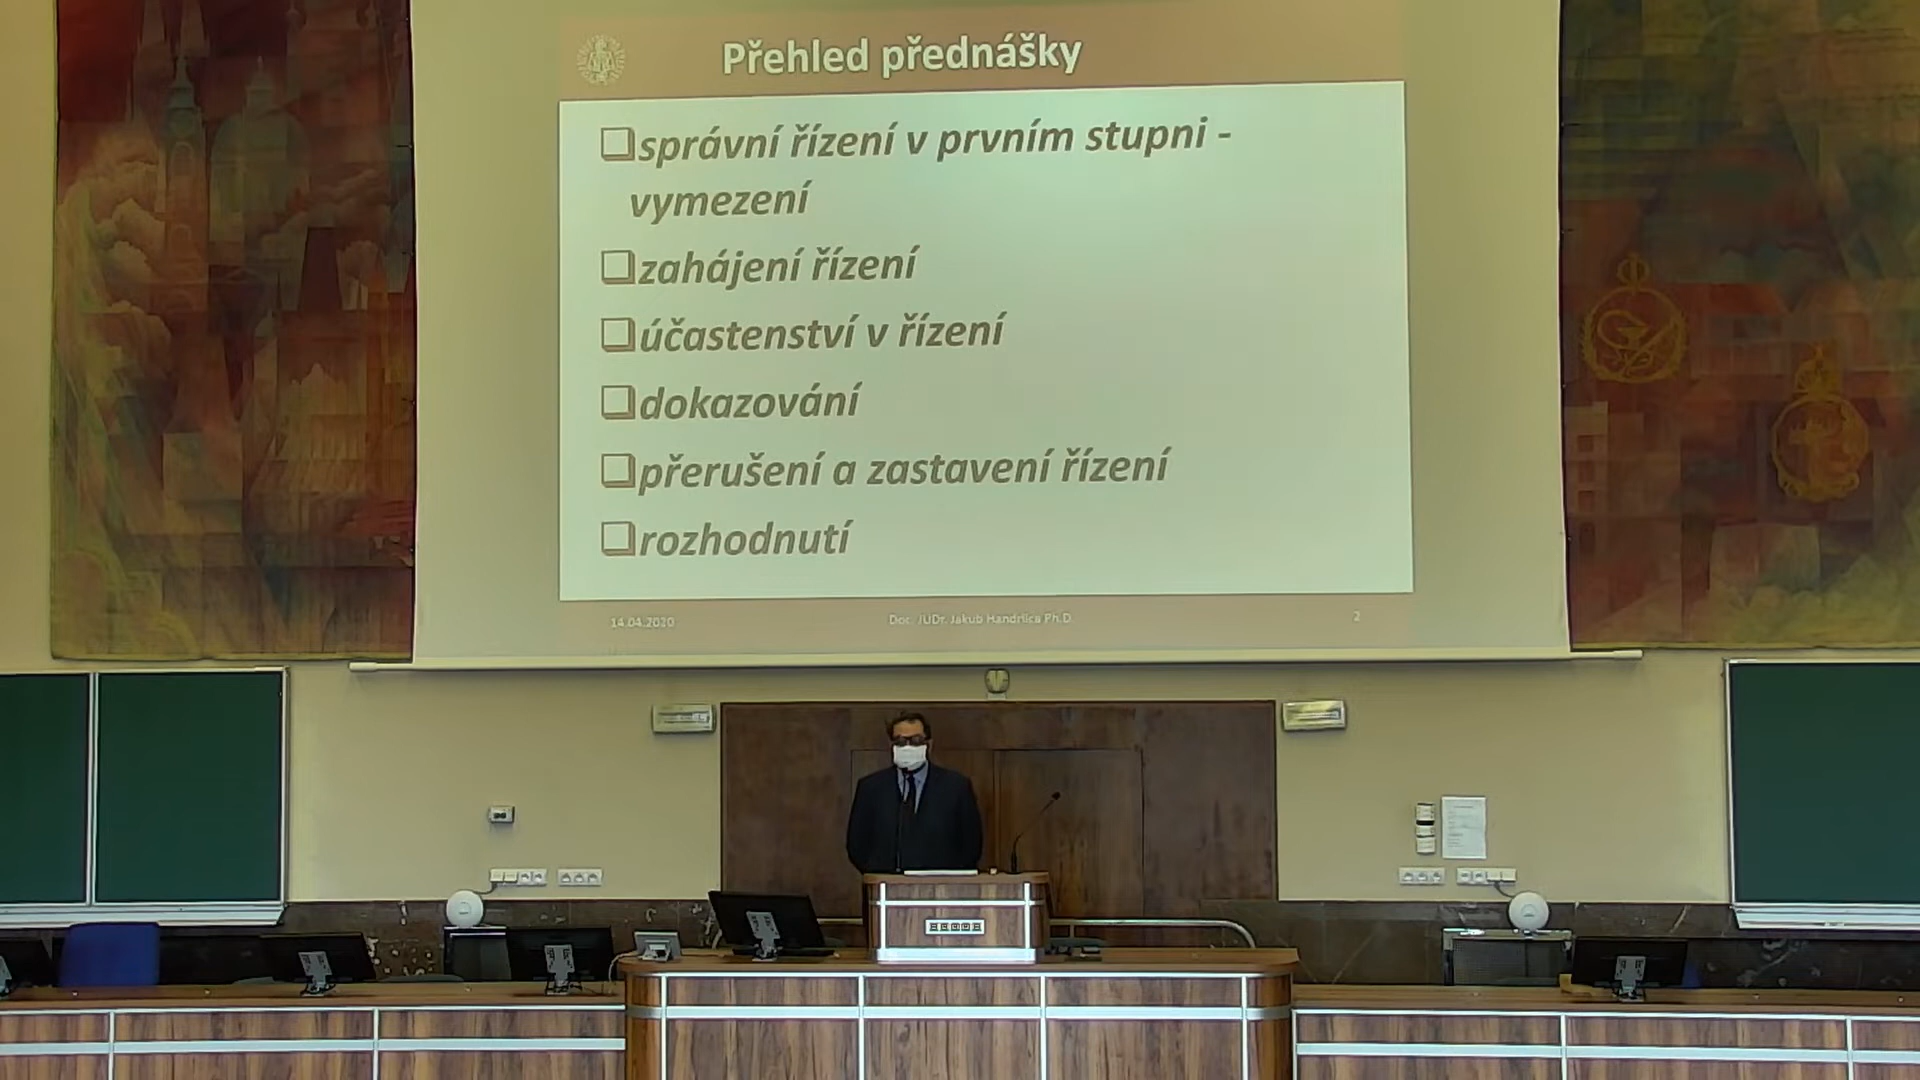 Přehled přednášky
❑správní řízení v prvním stupni -
vymezení
❑zahájení řízení
❑účastenství v řízení
❑dokazování
❑přerušení a zastavení řízení
❑rozhodnutí
14.04.2020 Doc. JUDr. Jakub Handrlica Ph.D. 2